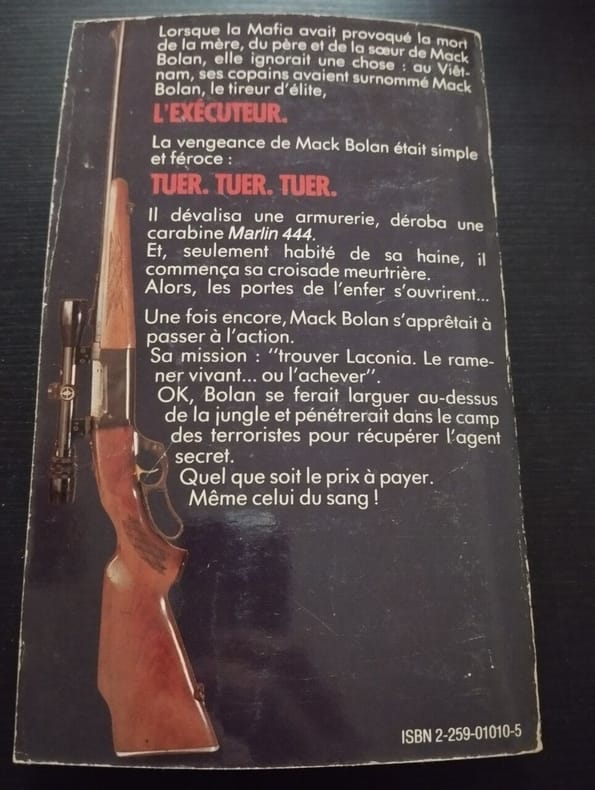 Lorsque la Mafia avait provoqué la mort
de la mère, du père et de la sœur de Mack
Bolan, elle ignorait une chose : au Viêt-
nam, ses copains avaient surnommé Mack
Bolan, le tireur d'élite,
L'EXÉCUTEUR.
La vengeance de Mack Bolan était simple
et féroce :
TUER. TUER. TUER.
Il dévalisa une armurerie, déroba une
carabine Marlin 444.
Et, seulement habité de sa haine, il
commença sa croisade meurtrière.
Alors, les portes de l'enfer s'ouvrirent...
Une fois encore, Mack Bolan s'apprêtait à
passer à l'action.
Sa mission : "trouver Laconia. Le rame-
ner vivant... ou l'achever".
OK, Bolan se ferait larguer au-dessus
de la jungle et pénétrerait dans le camp
des terroristes pour récupérer l'agent
secret.
Quel que soit le prix à payer.
Même celui du sang !
ISBN 2-259-01010-5